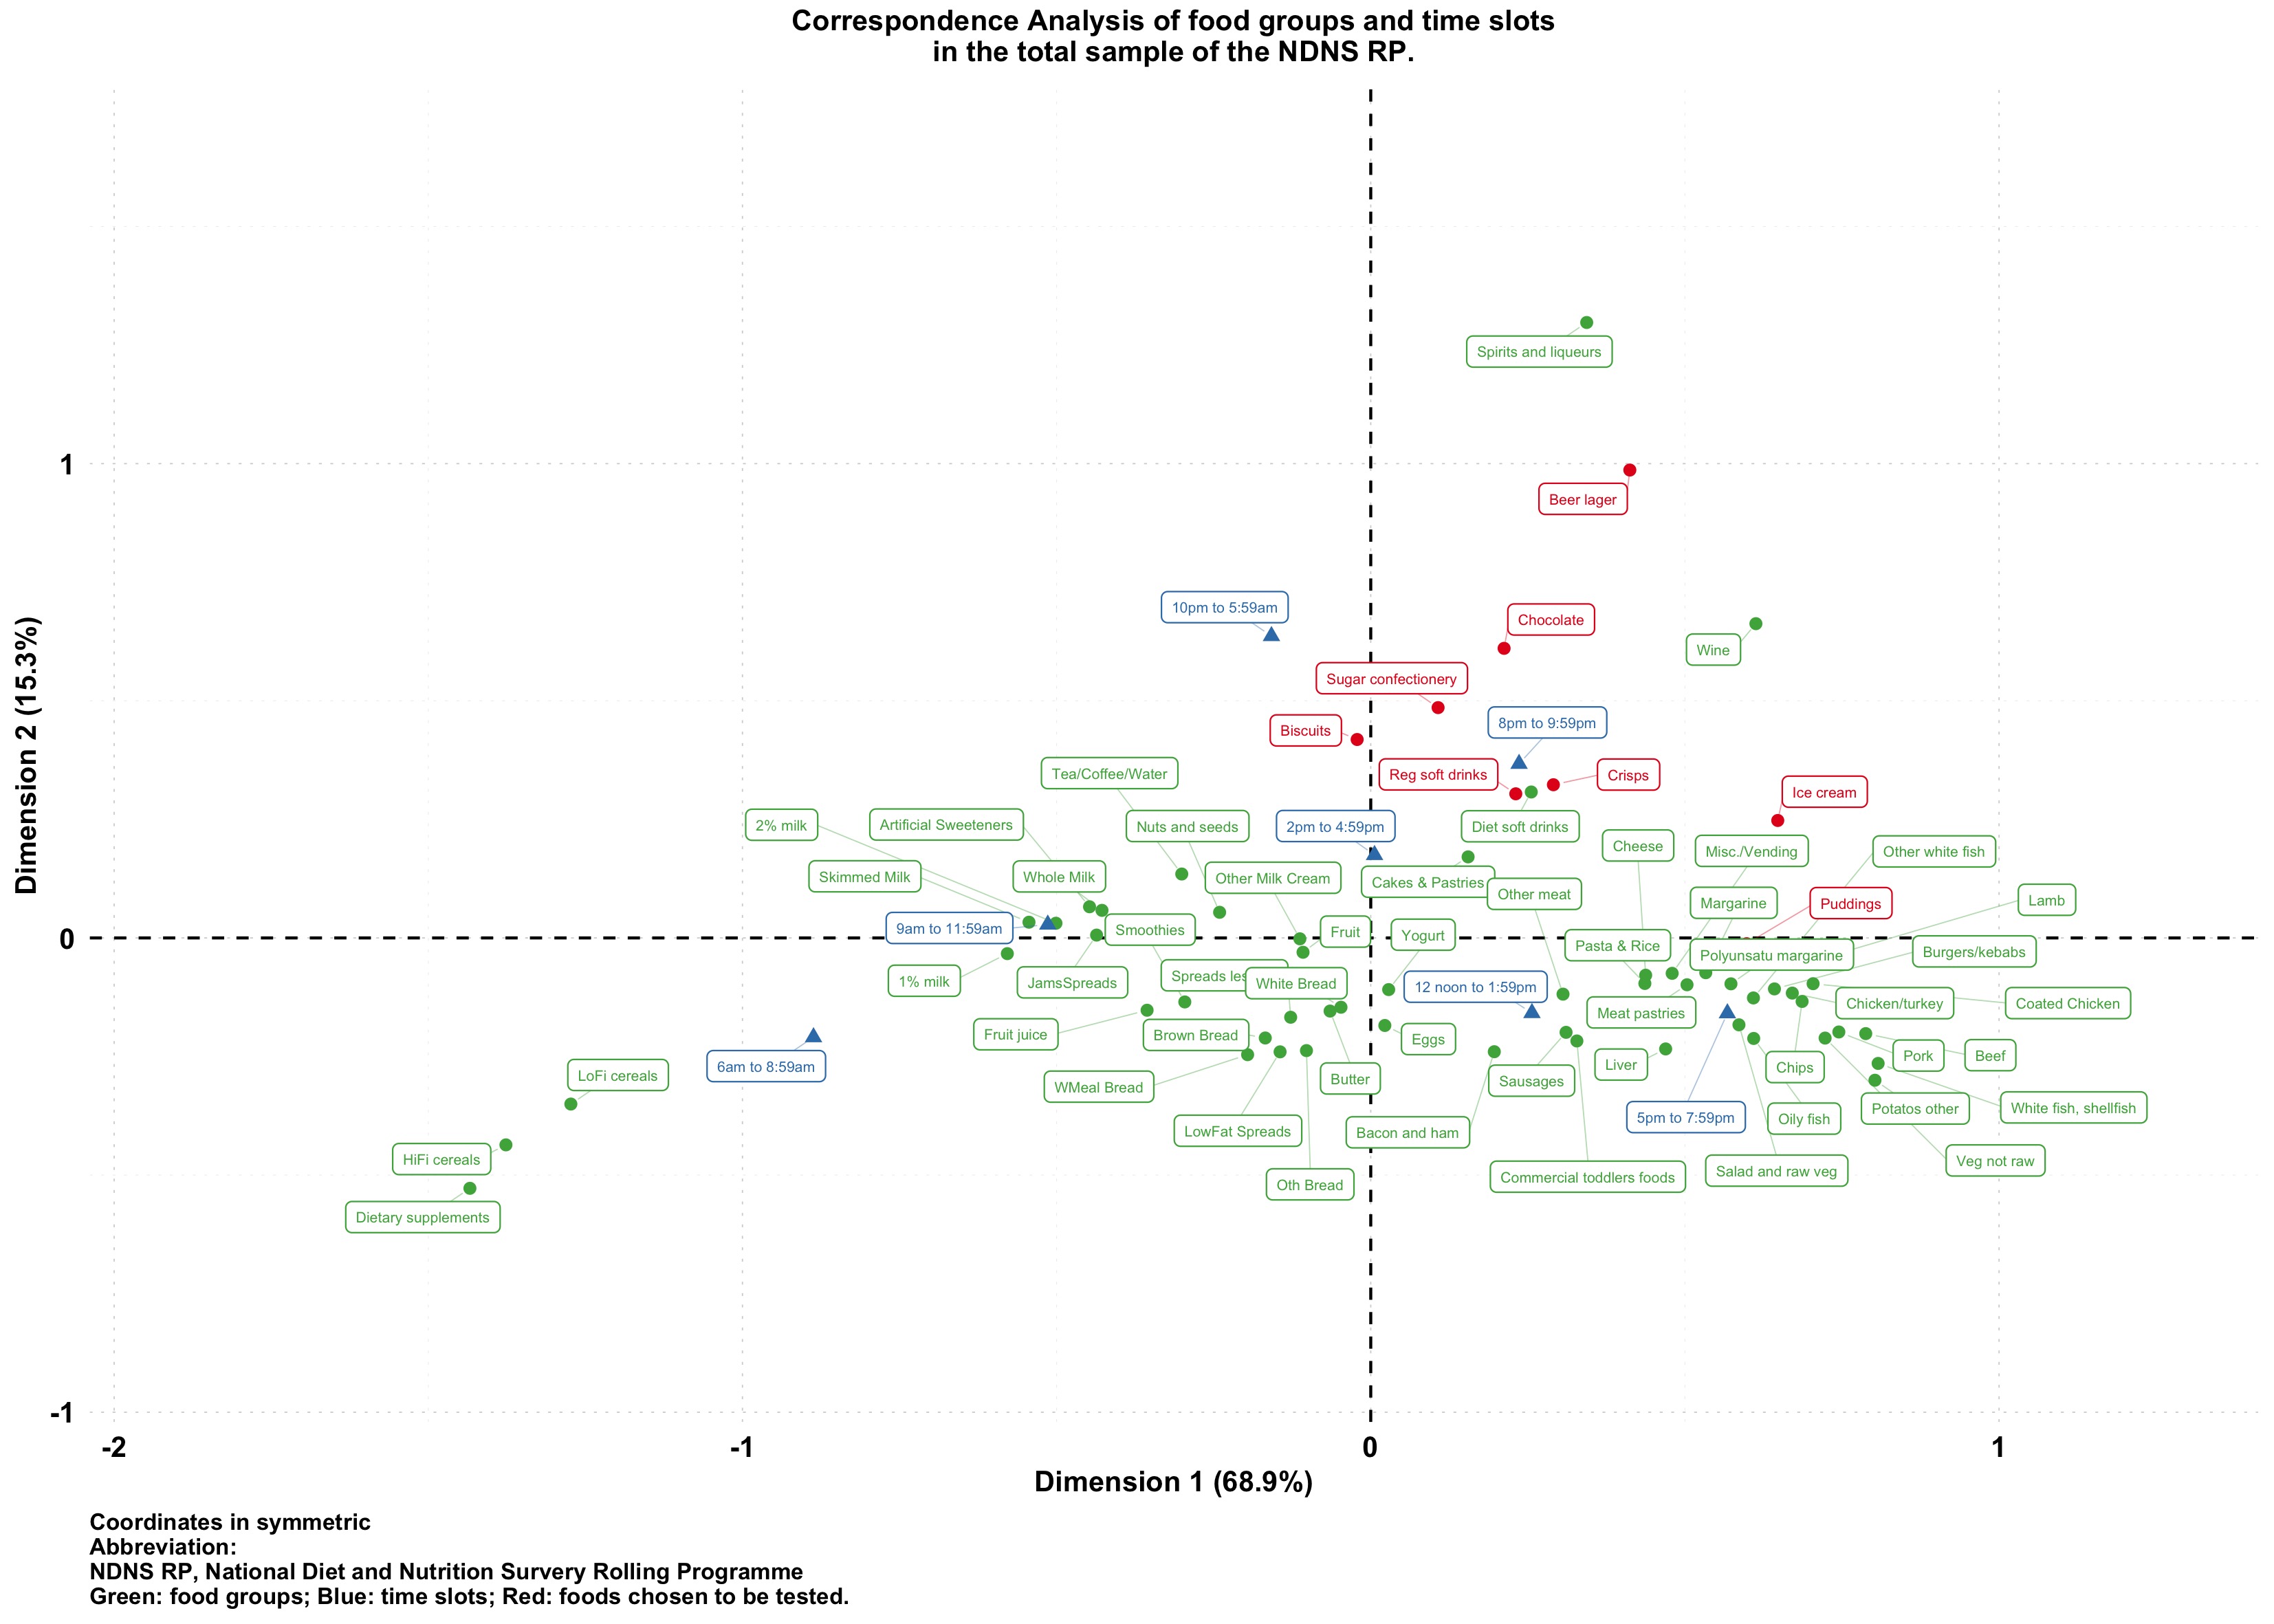 Correspondence Analysis of food groups and time slots
in the total sample of the NDNS RP.
Spirits and liqueurs
1
Beer lager
10pm to 5:59am
Chocolate
Wine
Sugar confectionery
Biscuits
8pm to 9:59pm
Tea/Coffee/Water
Reg soft drinks
Crisps
Ice cream
2% milk
Artificial Sweeteners
Nuts and seeds
2pm to 4:59pm
Diet soft drinks
Cheese
Misc./Vending
Other white fish
Skimmed Milk
Whole Milk
Other Milk Cream
Cakes & Pastries
Other meat
Margarine
Puddings
Lamb
9am to 11:59am
Smoothies
Fruit
Yogurt
0
Pasta & Rice
Polyunsatu margarine
Burgers/kebabs
1% milk
JamsSpreads
Spreads les
White Bread
12 noon to 1:59pm
Meat pastries
Chicken/turkey
Coated Chicken
Fruit juice
Brown Bread
Eggs
6am to 8:59am
LoFi cereals
WMeal Bread
Butter
Sausages
Liver
Chips
Pork
Beef
LowFat Spreads
Bacon and ham
5pm to 7:59pm
Oily fish
Potatos other
White fish, shellfish
HiFi cereals
Oth Bread
Commercial toddlers foods
Salad and raw veg
Veg not raw
Dietary supplements
-1
Dimension 2 (15.3%)
-2
-1
0
1
Dimension 1 (68.9%)
Coordinates in symmetric
Abbreviation:
NDNS RP, National Diet and Nutrition Survery Rolling Programme
Green: food groups; Blue: time slots; Red: foods chosen to be tested.